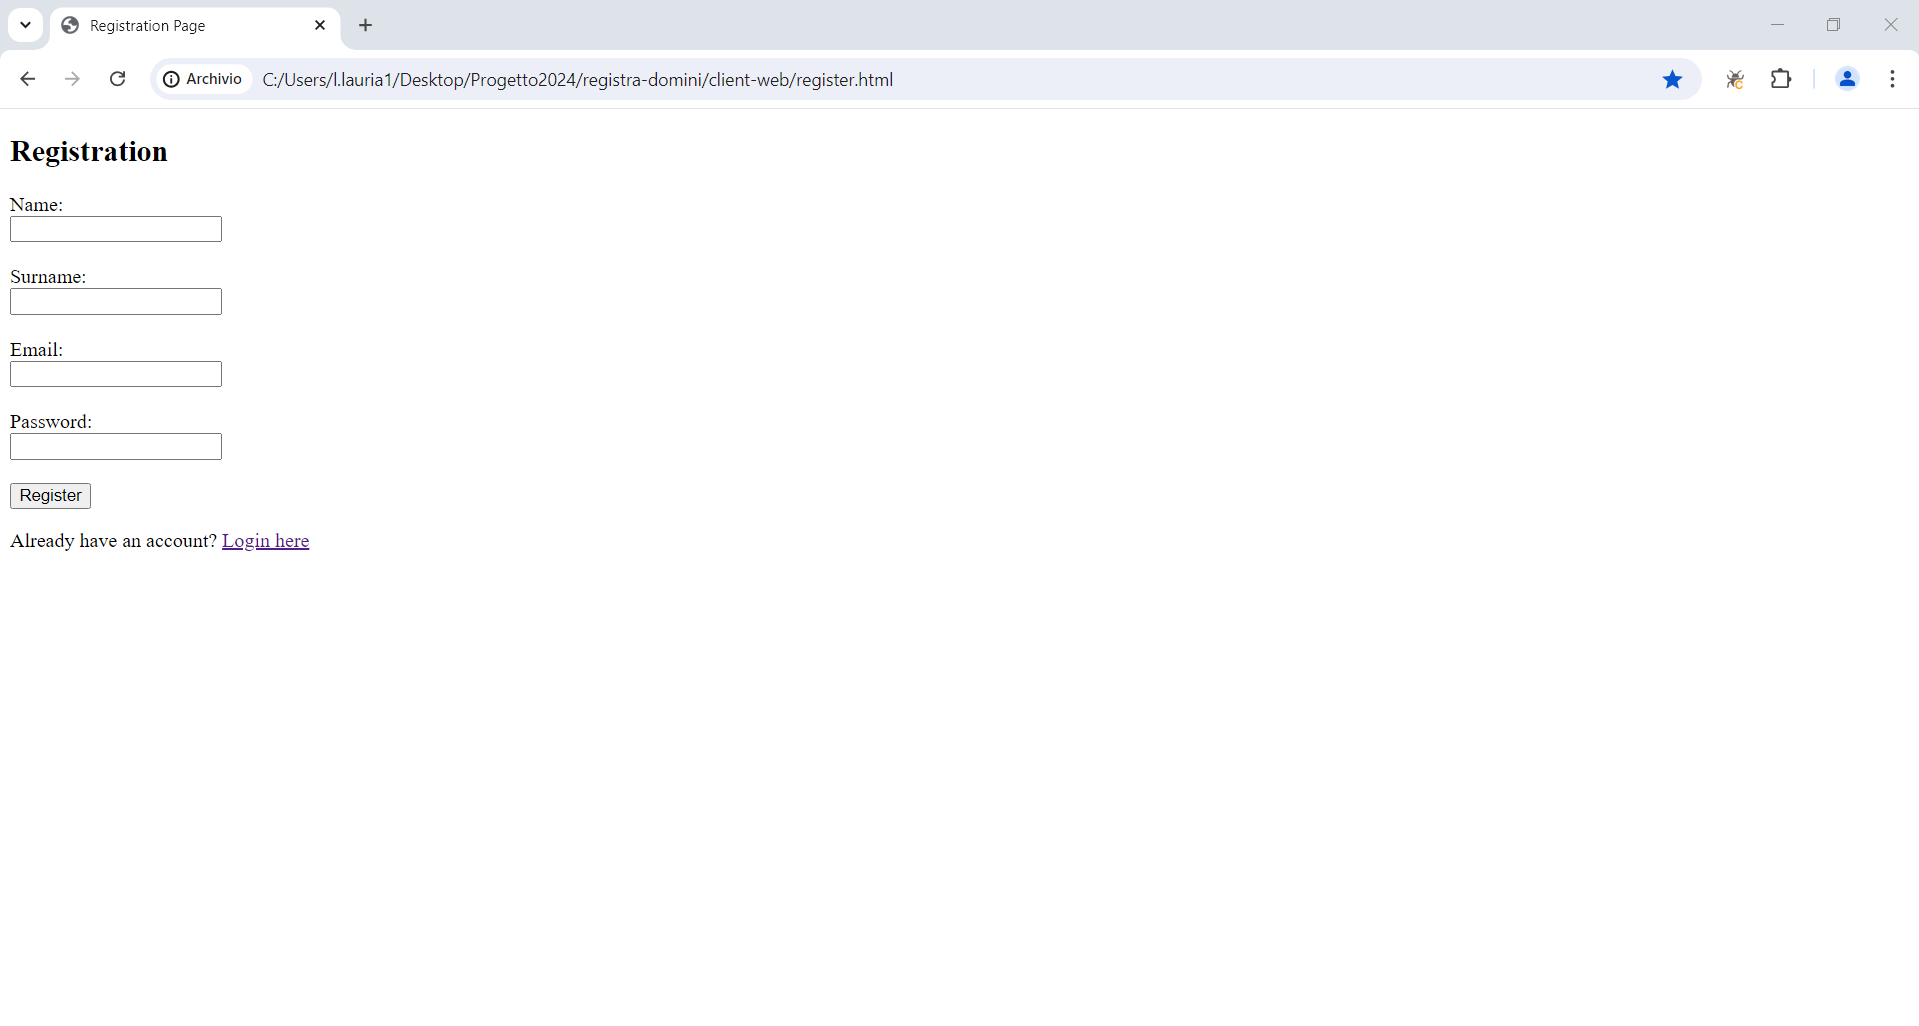 Registration Page
Archivio C:/Users/l.lauria1/Desktop/Progetto2024/registra-domini/client-web/register.html
Registration
Name:
Surname:
Email:
Password:
Register
Already have an account? Login here